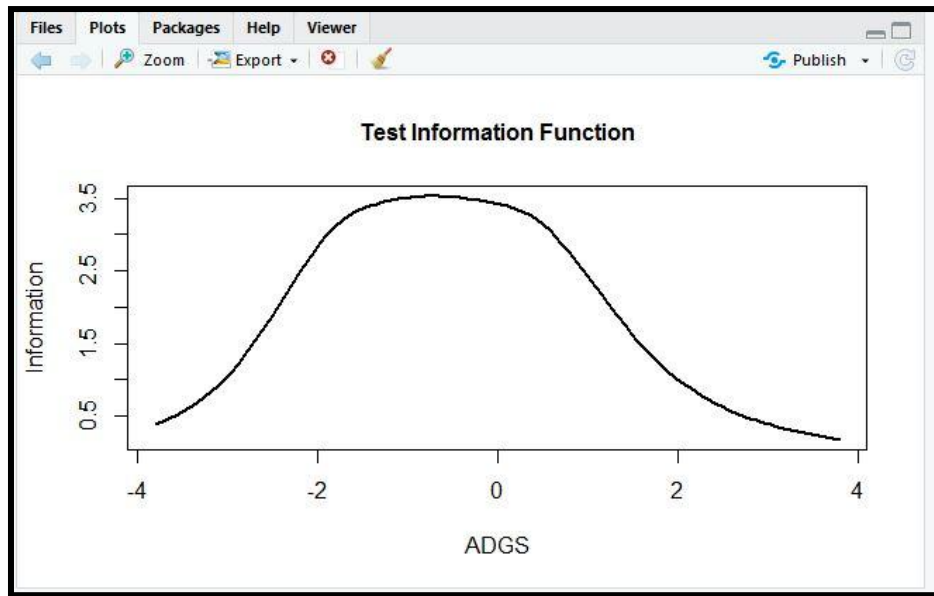 Files Plots Packages Help Viewer
Zoom Export Publish
Test Information Function
3.5
2.5
1.5
0.5
Information
-4 -2 0 2 4
ADGS